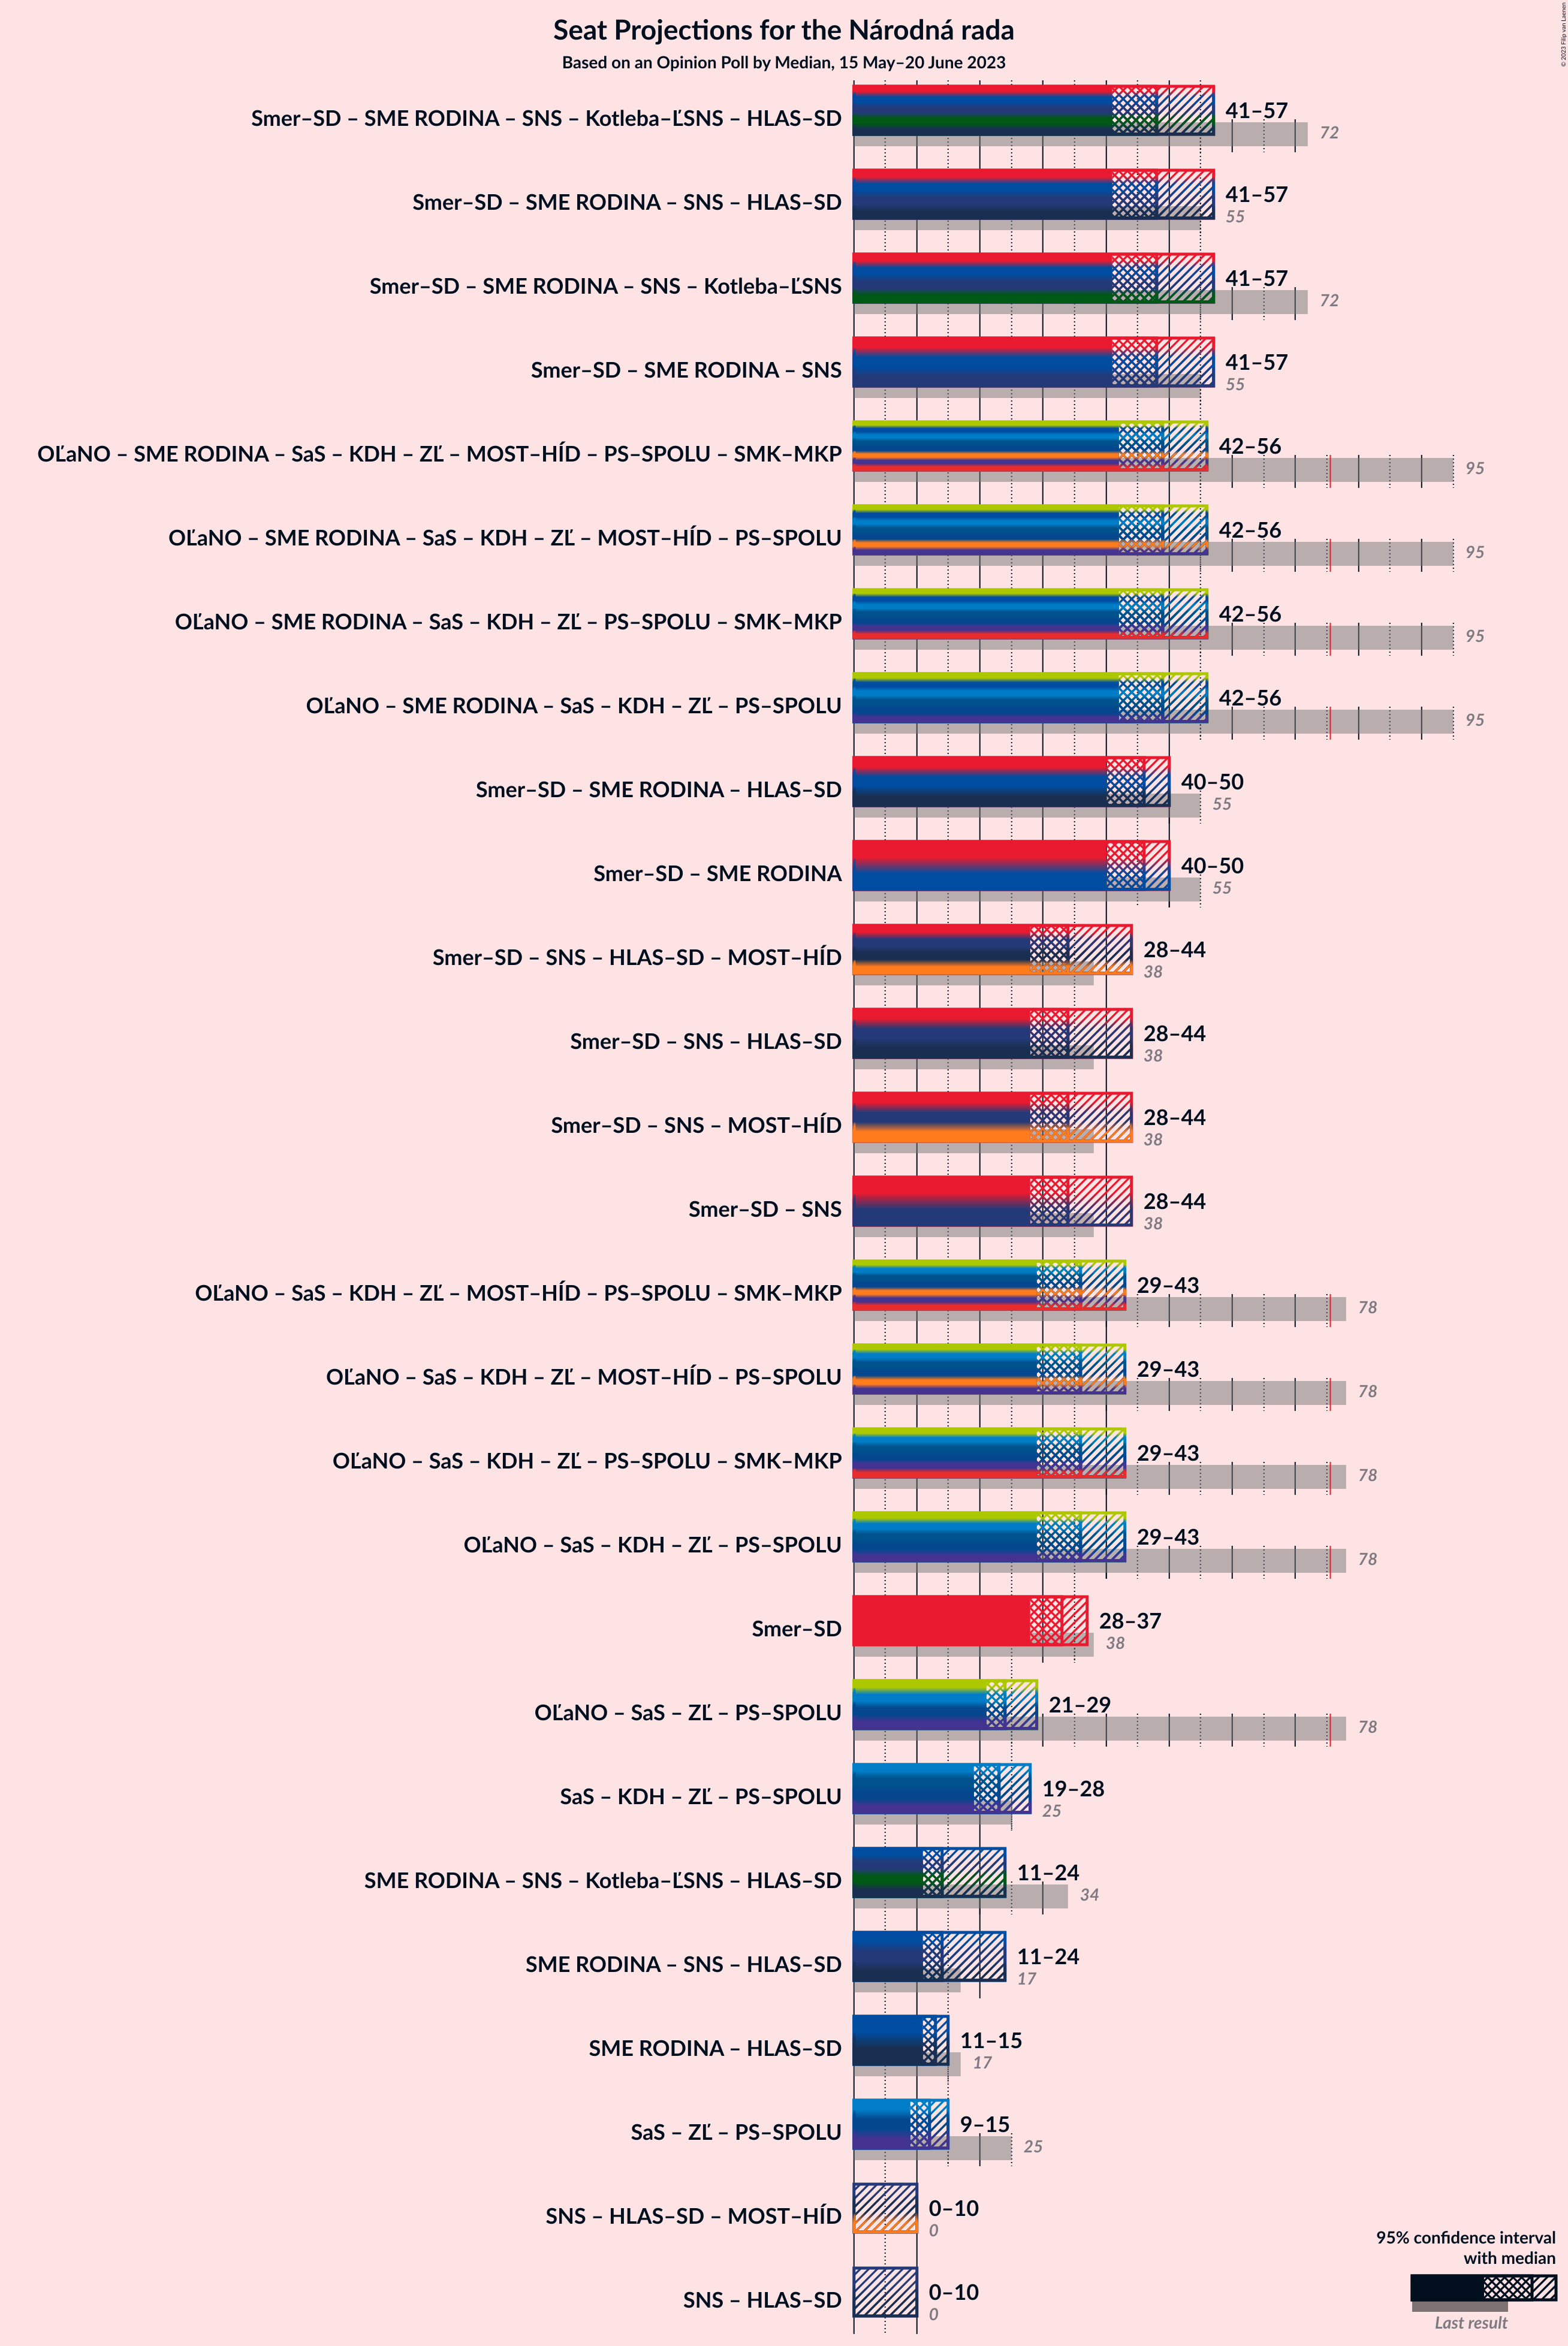 Seat Projections for the Národná rada
Based on an Opinion Poll by Median, 15 May–20 June 2023
© 2023 Filip van Laenen
Smer–SD – SME RODINA – SNS – Kotleba–ĽSNS – HLAS–SD
41–57
72
Smer–SD – SME RODINA – SNS – HLAS–SD
41–57
55
Smer–SD – SME RODINA – SNS – Kotleba–ĽSNS
41–57
72
Smer–SD – SME RODINA – SNS
41–57
55
OĽaNO – SME RODINA – SaS – KDH – ZĽ – MOST–HÍD – PS–SPOLU – SMK–MKP
42–56
95
OĽaNO – SME RODINA – SaS – KDH – ZĽ – MOST–HÍD – PS–SPOLU
42–56
95
OĽaNO – SME RODINA – SaS – KDH – ZĽ – PS–SPOLU – SMK–MKP
42–56
95
OĽaNO – SME RODINA – SaS – KDH – ZĽ – PS–SPOLU
42–56
95
Smer–SD – SME RODINA – HLAS–SD
40–50
55
Smer–SD – SME RODINA
40–50
55
Smer–SD – SNS – HLAS–SD – MOST–HÍD
28–44
38
Smer–SD – SNS – HLAS–SD
28–44
38
Smer–SD – SNS – MOST–HÍD
28–44
38
Smer–SD – SNS
28–44
38
OĽaNO – SaS – KDH – ZĽ – MOST–HÍD – PS–SPOLU – SMK–MKP
29–43
78
OĽaNO – SaS – KDH – ZĽ – MOST–HÍD – PS–SPOLU
29–43
78
OĽaNO – SaS – KDH – ZĽ – PS–SPOLU – SMK–MKP
29–43
78
OĽaNO – SaS – KDH – ZĽ – PS–SPOLU
29–43
78
Smer–SD
28–37
38
OĽaNO – SaS – ZĽ – PS–SPOLU
21–29
78
SaS – KDH – ZĽ – PS–SPOLU
19–28
25
SME RODINA – SNS – Kotleba–ĽSNS – HLAS–SD
11–24
34
SME RODINA – SNS – HLAS–SD
11–24
17
SME RODINA – HLAS–SD
11–15
17
SaS – ZĽ – PS–SPOLU
9–15
25
SNS – HLAS–SD – MOST–HÍD
0–10
0
SNS – HLAS–SD
0–10
0
95% confidence interval
with median
Last result